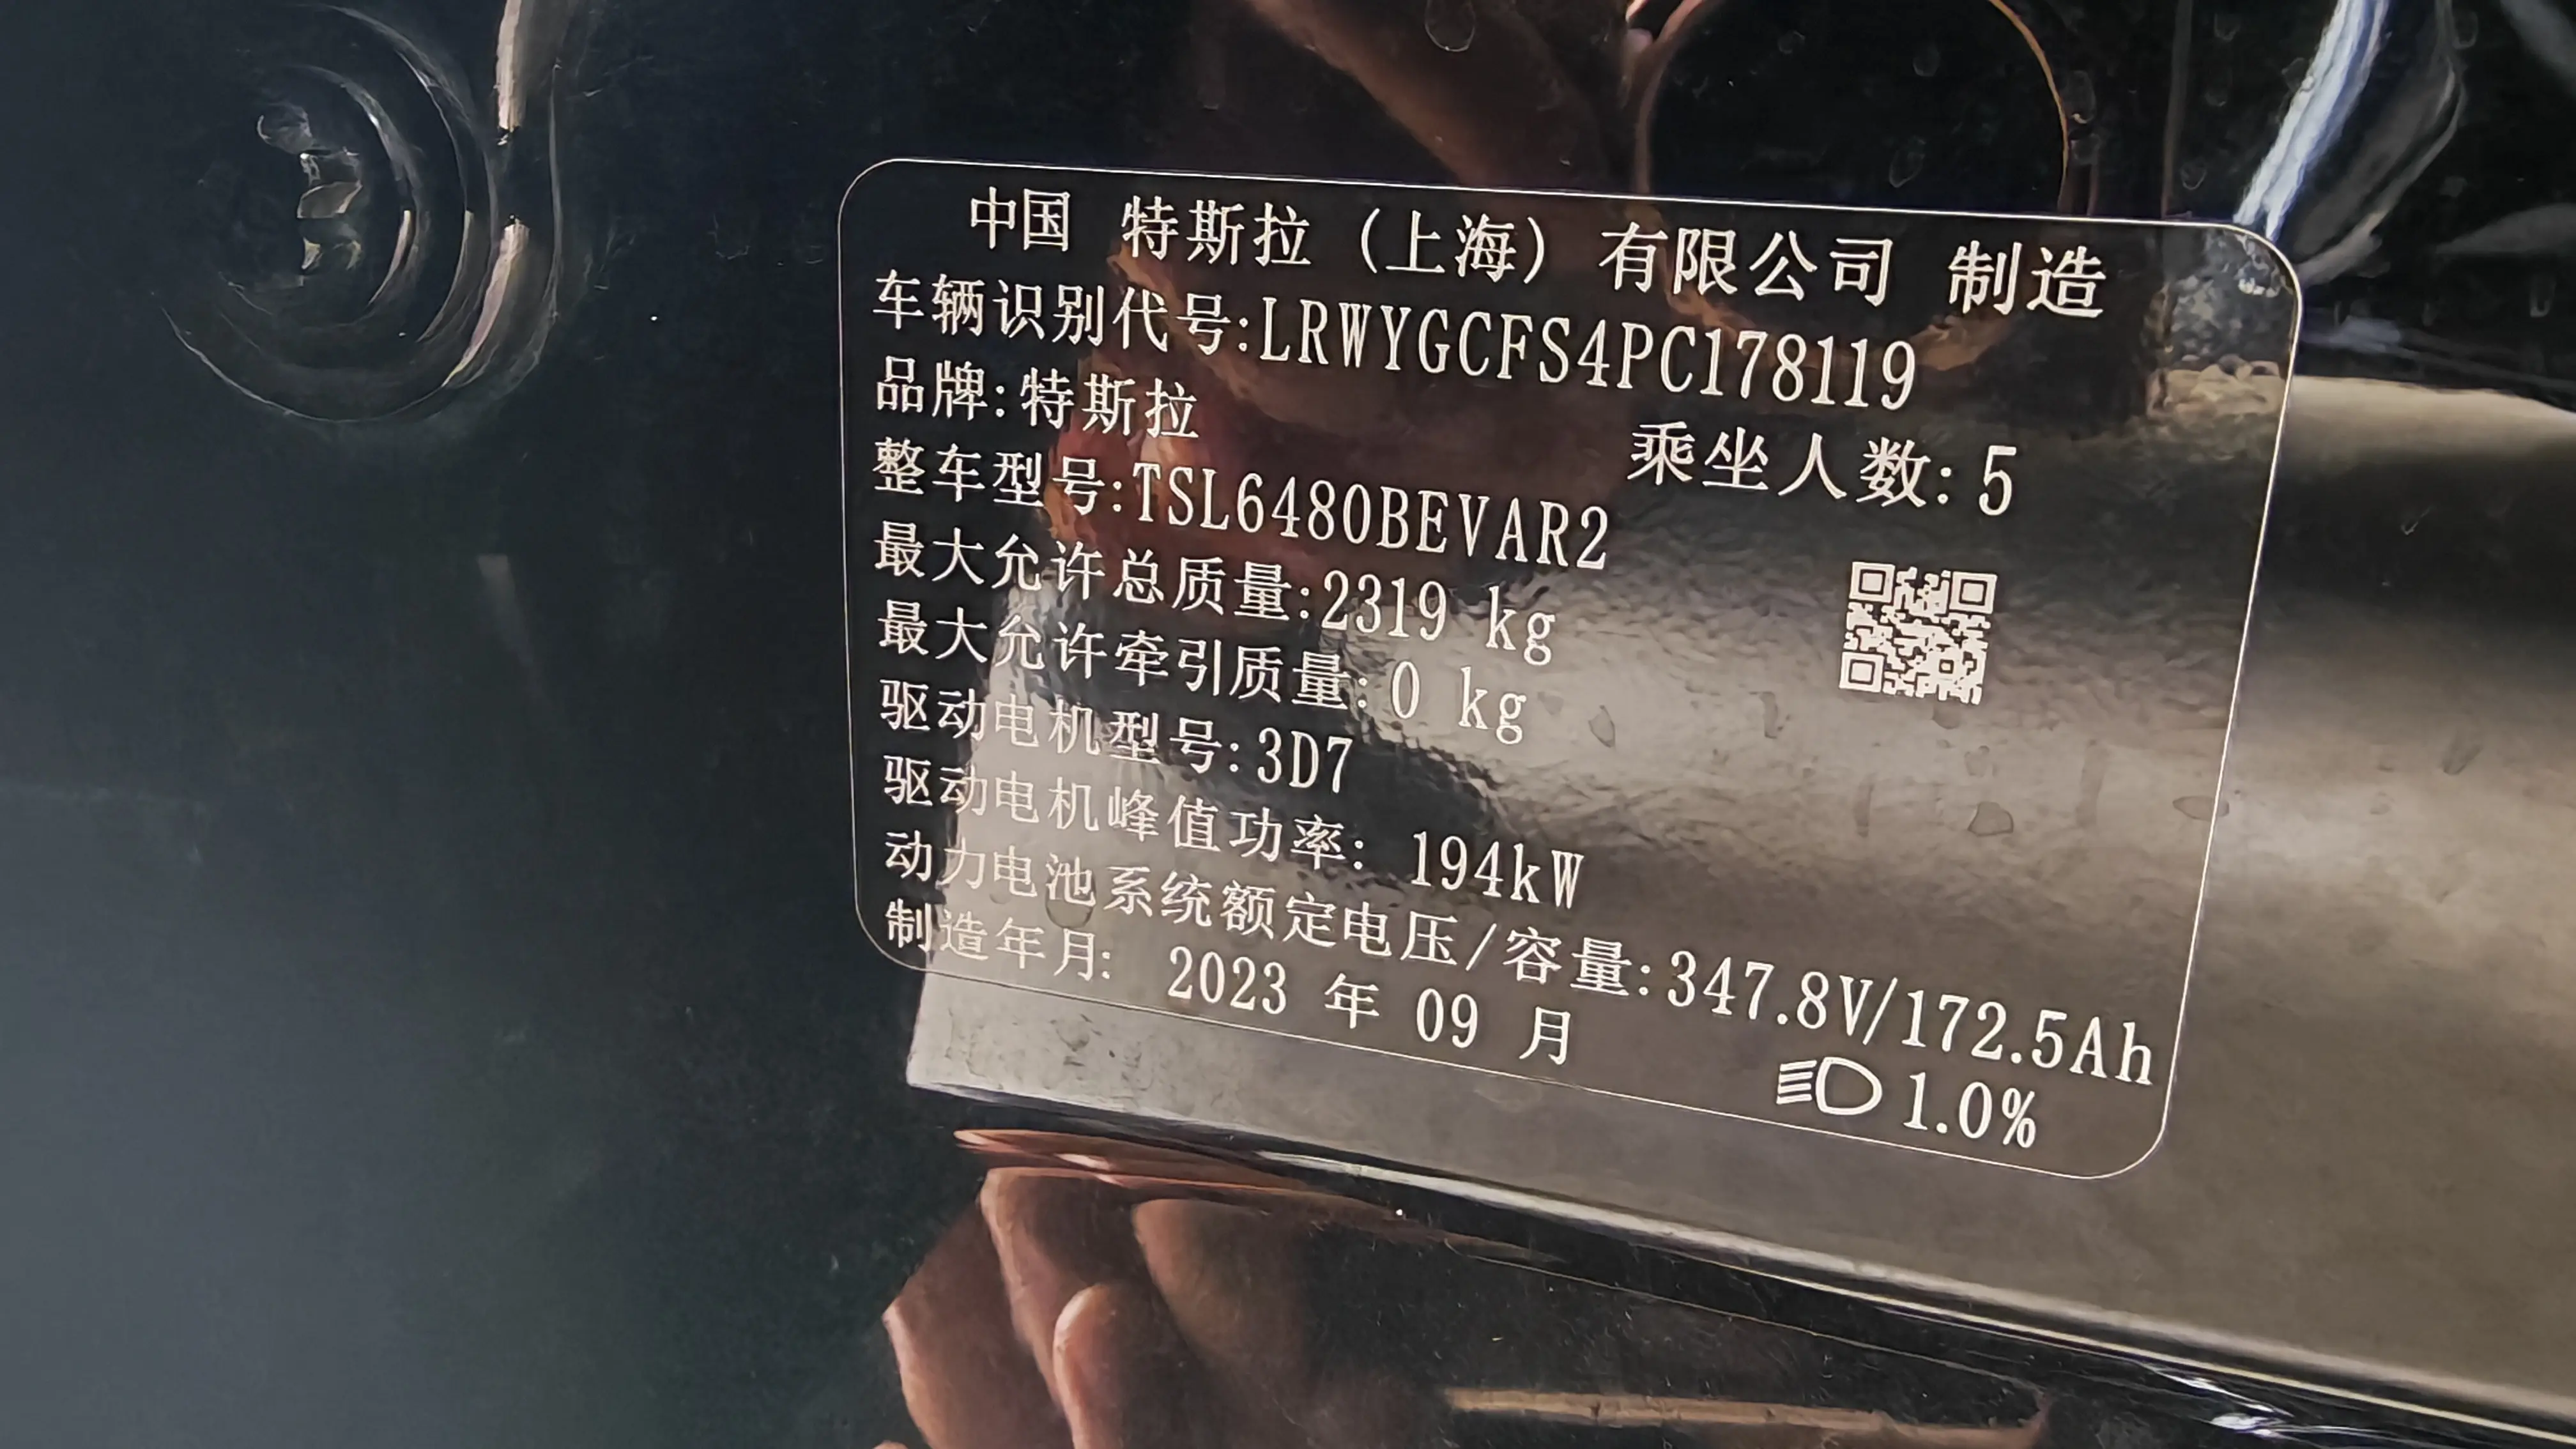 中国 特斯拉（上海）有限公司 制造
车辆识别代号:LRWYGCFS4PC178119
品牌:特斯拉 乘坐人数: 5
整车型号:TSL6480BEVAR2
最大允许总质量:2319 kg
最大允许牵引质量:0 kg
驱动电机型号:3D7
驱动电机峰值功率: 194kW
动力电池系统额定电压/容量:347.8V/172.5Ah
制造年月: 2023 年 09 月
1.0%